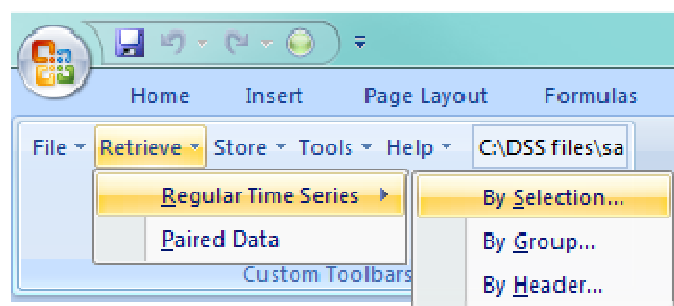 Home Insert Page Layout Formulas
File Retrieve Store Tools Help C:\DSS files\sa
Regular Time Series By Selection...
Paired Data By Group...
Custom Toolbars By Header...